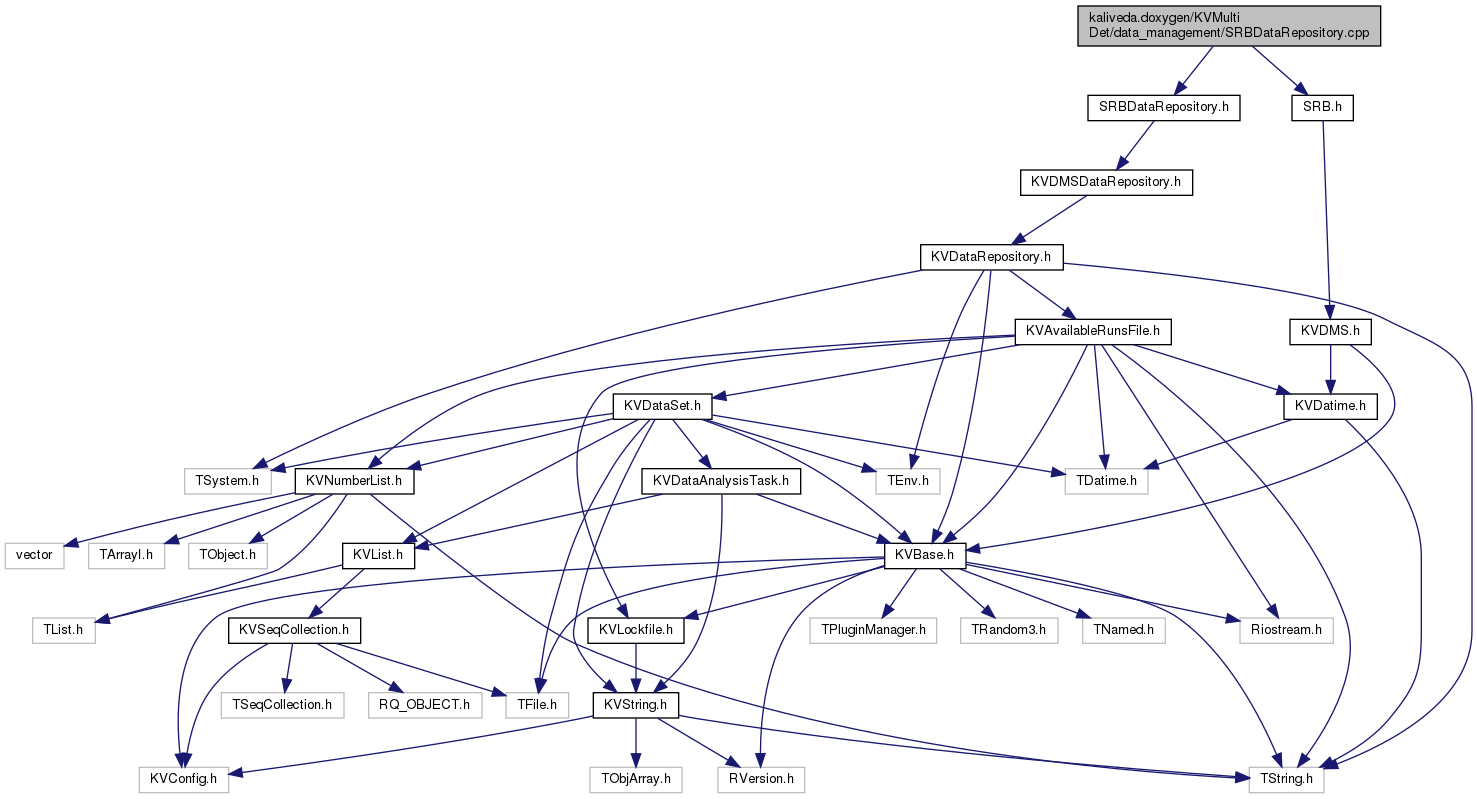 kaliveda.doxygen/KVMulti
Det/data_management/SRBDataRepository.cpp
SRBDataRepository.h
SRB.h
KVDMSDataRepository.h
KVDataRepository.h
KVAvailableRunsFile.h
KVDMS.h
KVDataSet.h
KVDatime.h
TSystem.h
KVNumberList.h
KVDataAnalysisTask.h
TEnv.h
TDatime.h
vector
TArrayI.h
TObject.h
KVList.h
KVBase.h
TList.h
KVSeqCollection.h
KVLockfile.h
TPluginManager.h
TRandom3.h
TNamed.h
Riostream.h
TSeqCollection.h
RQ_OBJECT.h
TFile.h
KVString.h
KVConfig.h
TObjArray.h
RVersion.h
TString.h